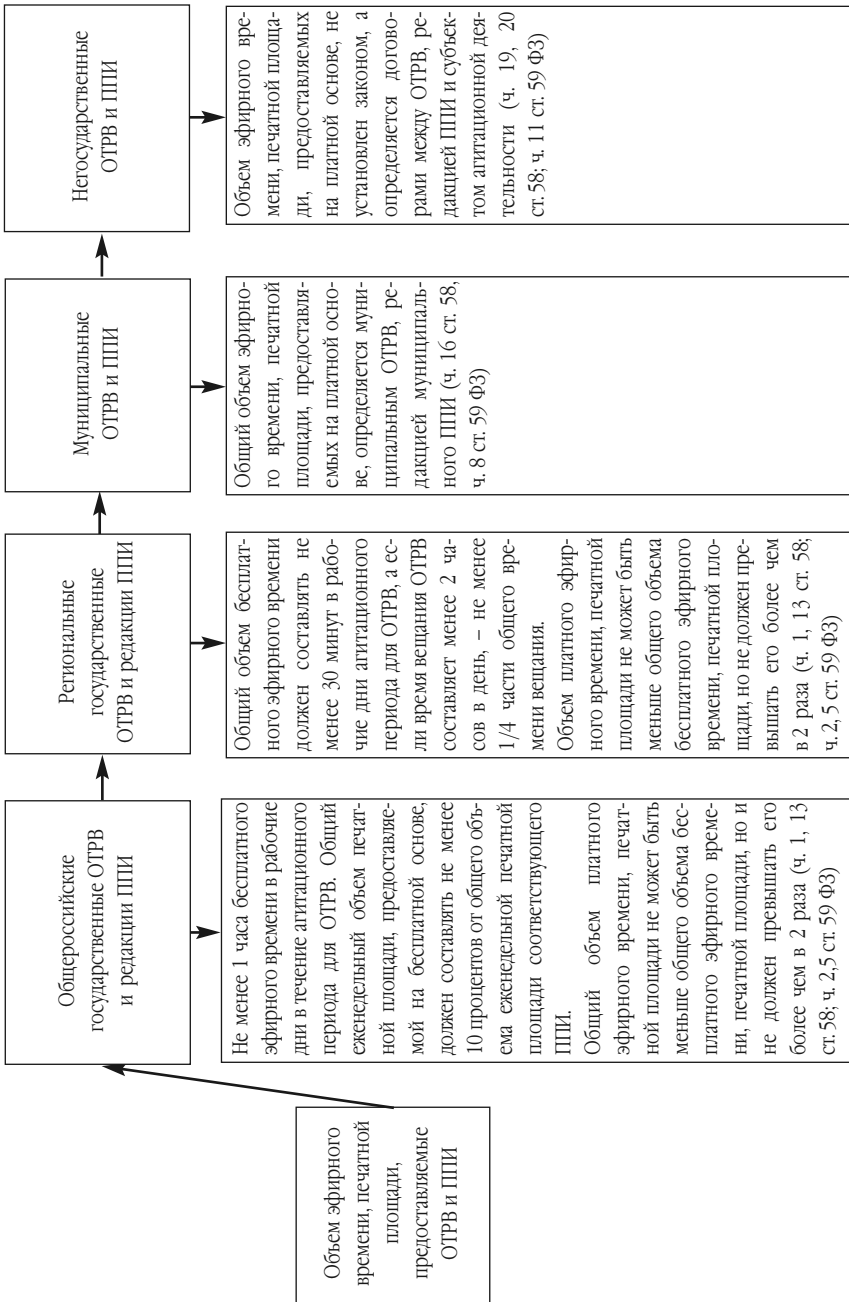 Объем эфирного
времени, печатной
площади,
предоставляемые
ОТРВ и ППИ
Общероссийские
государственные ОТРВ
и редакции ППИ
Не менее 1 часа бесплатного
эфирного времени в рабочие
дни в течение агитационного
периода для ОТРВ. Общий
еженедельный объем печат-
ной площади, предоставляе-
мой на бесплатной основе,
должен составлять не менее
10 процентов от общего объ-
ема еженедельной печатной
площади соответствующего
ППИ.
Общий объем платного
эфирного времени, печат-
ной площади не может быть
меньше общего объема бес-
платного эфирного време-
ни, печатной площади, но и
не должен превышать его
более чем в 2 раза (ч. 1, 13
ст. 58; ч. 2,5 ст. 59 ФЗ)
Региональные
государственные
ОТРВ и редакции ППИ
Общий объем бесплат-
ного эфирного времени
должен составлять не
менее 30 минут в рабо-
чие дни агитационного
периода для ОТРВ, а ес-
ли время вещания ОТРВ
составляет менее 2 ча-
сов в день, – не менее
1/4 части общего вре-
мени вещания.
Объем платного эфир-
ного времени, печатной
площади не может быть
меньше общего объема
бесплатного эфирного
времени, печатной пло-
щади, но не должен пре-
вышать его более чем
в 2 раза (ч. 1, 13 ст. 58;
ч. 2, 5 ст. 59 ФЗ)
Муниципальные
ОТРВ и ППИ
Общий объем эфирно-
го времени, печатной
площади, предоставля-
емых на платной осно-
ве, определяется муни-
ципальным ОТРВ, ре-
дакцией муниципаль-
ного ППИ (ч. 16 ст. 58,
ч. 8 ст. 59 ФЗ)
Негосударственные
ОТРВ и ППИ
Объем эфирного вре-
мени, печатной площа-
ди, предоставляемых
на платной основе, не
установлен законом, а
определяется догово-
рами между ОТРВ, ре-
дакцией ППИ и субъек-
том агитационной дея-
тельности (ч. 19, 20
ст. 58; ч. 11 ст. 59 ФЗ)